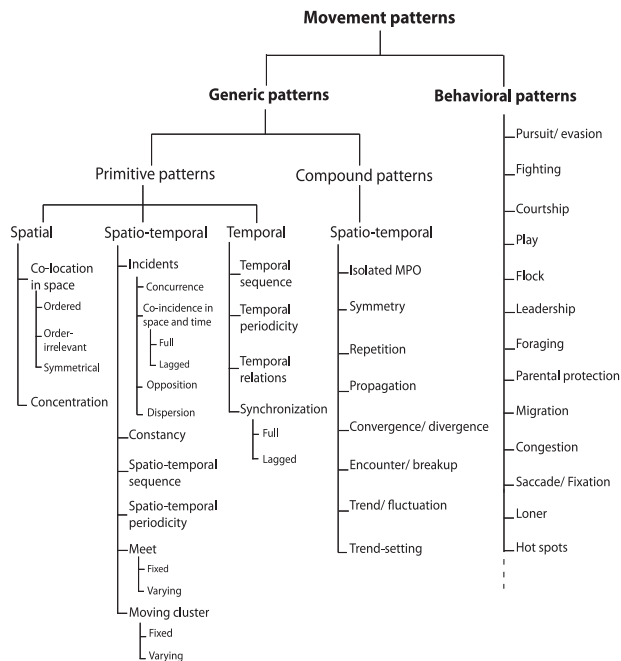 Movement patterns
Generic patterns
Behavioral patterns
Primitive patterns
Compound patterns
Spatial
Co-location
in space
Ordered
Order-
irrelevant
Symmetrical
Concentration
Spatio-temporal
Incidents
Concurrence
Co-incidence in
space and time
Full
Lagged
Opposition
Dispersion
Constancy
Spatio-temporal
sequence
Spatio-temporal
periodicity
Meet
Fixed
Varying
Moving cluster
Fixed
Varying
Temporal
Temporal
sequence
Temporal
periodicity
Temporal
relations
Synchronization
Full
Lagged
Spatio-temporal
Isolated MPO
Symmetry
Repetition
Propagation
Convergence/ divergence
Encounter/ breakup
Trend/ fluctuation
Trend-setting
Pursuit/ evasion
Fighting
Courtship
Play
Flock
Leadership
Foraging
Parental protection
Migration
Congestion
Saccade/ Fixation
Loner
Hot spots